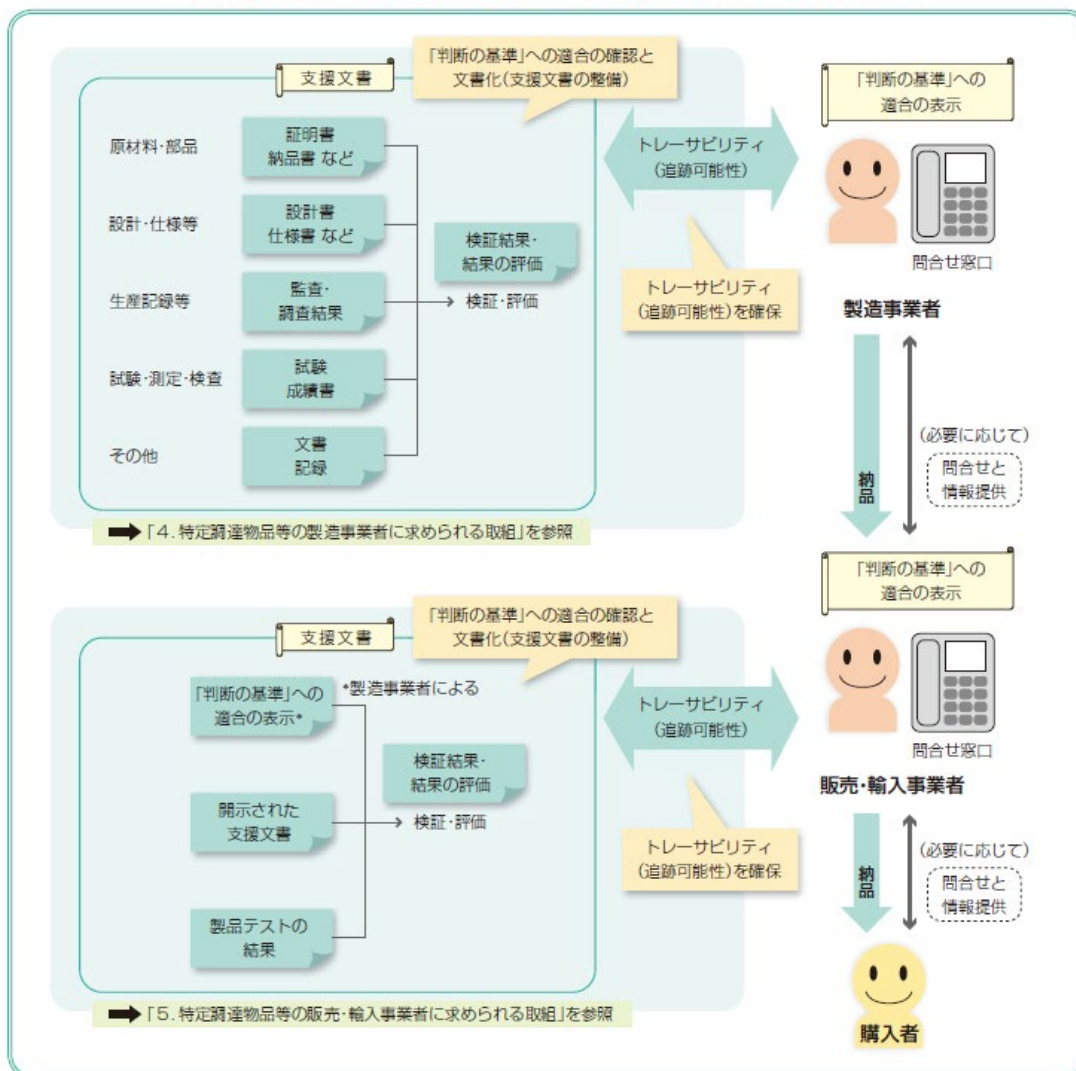 「判断の基準」への適合の確認と
文書化(支援文書の整備)
支援文書
原材料・部品
証明書
納品書 など
設計・仕様等
設計書
仕様書 など
生産記録等
監査・
調査結果
試験・測定・検査
試験
成績書
その他
文書
記録
検証結果・
結果の評価
検証・評価
トレーサビリティ
(追跡可能性)
トレーサビリティ
(追跡可能性)を確保
「判断の基準」への
適合の表示
問合せ窓口
製造事業者
納品
(必要に応じて)
問合せと
情報提供
「4.特定調達物品等の製造事業者に求められる取組」を参照
「判断の基準」への適合の確認と
文書化(支援文書の整備)
支援文書
「判断の基準」への
適合の表示*
*製造事業者による
開示された
支援文書
製品テストの
結果
検証結果・
結果の評価
検証・評価
トレーサビリティ
(追跡可能性)
トレーサビリティ
(追跡可能性)を確保
「判断の基準」への
適合の表示
問合せ窓口
販売・輸入事業者
納品
(必要に応じて)
問合せと
情報提供
購入者
「5.特定調達物品等の販売・輸入事業者に求められる取組」を参照